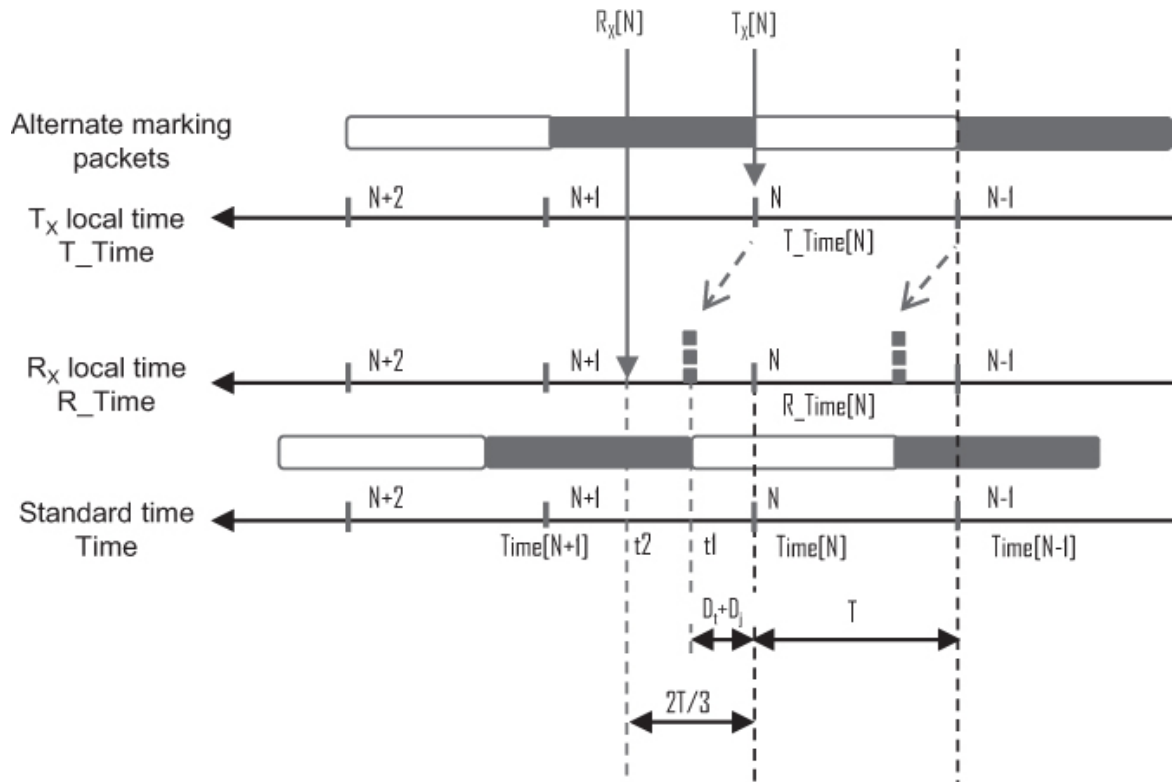 Rx[N] Tx[N]
Alternate marking
packets
N+2 N+1 N N-1
Tx local time
T_Time
T_Time[N]
N+2 N+1 N N-1
Rx local time
R_Time
R_Time[N]
N+2 N+1 N N-1
Standard time
Time
Time[N+1] t2 t1 Time[N] Time[N-1]
Dt+Dj T
2T/3